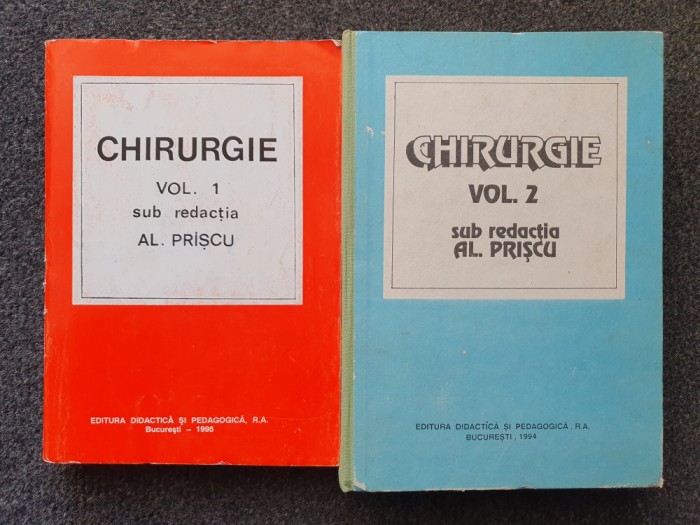 CHIRURGIE
VOL. 1
sub redacția
AL. PRIȘCU
EDITURA DIDACTICĂ ȘI PEDAGOGICĂ, R.A.
București – 1995
CHIRURGIE
VOL. 2
sub redacția
AL. PRIȘCU
EDITURA DIDACTICĂ ȘI PEDAGOGICĂ, R.A.
BUCUREȘTI, 1994